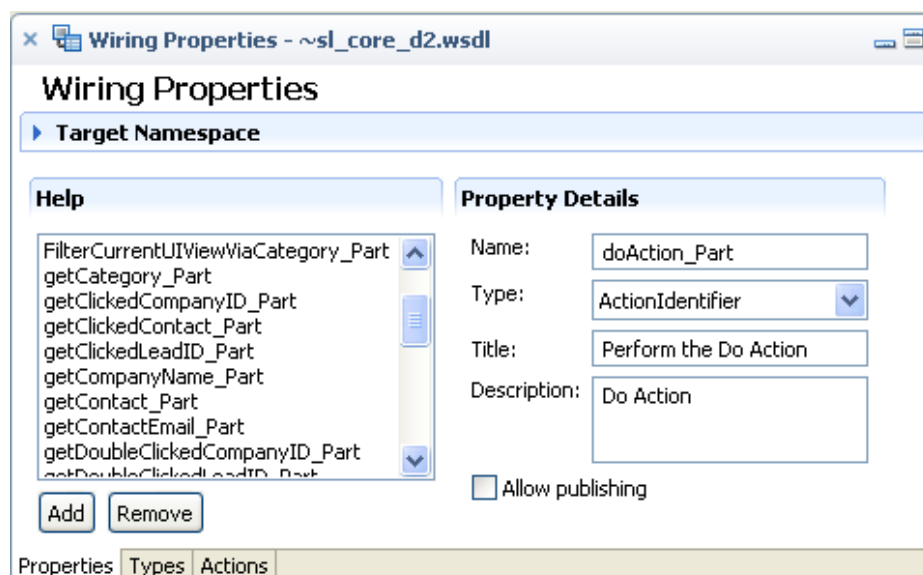 Wiring Properties - ~sl_core_d2.wsdl
Wiring Properties
Target Namespace
Help
FilterCurrentUIViewViaCategory_Part
getCategory_Part
getClickedCompanyID_Part
getClickedContact_Part
getClickedLeadID_Part
getCompanyName_Part
getContact_Part
getContactEmail_Part
getDoubleClickedCompanyID_Part
getDoubleClickedLeadID_Part
Add Remove
Property Details
Name: doAction_Part
Type: ActionIdentifier
Title: Perform the Do Action
Description: Do Action
Allow publishing
Properties Types Actions